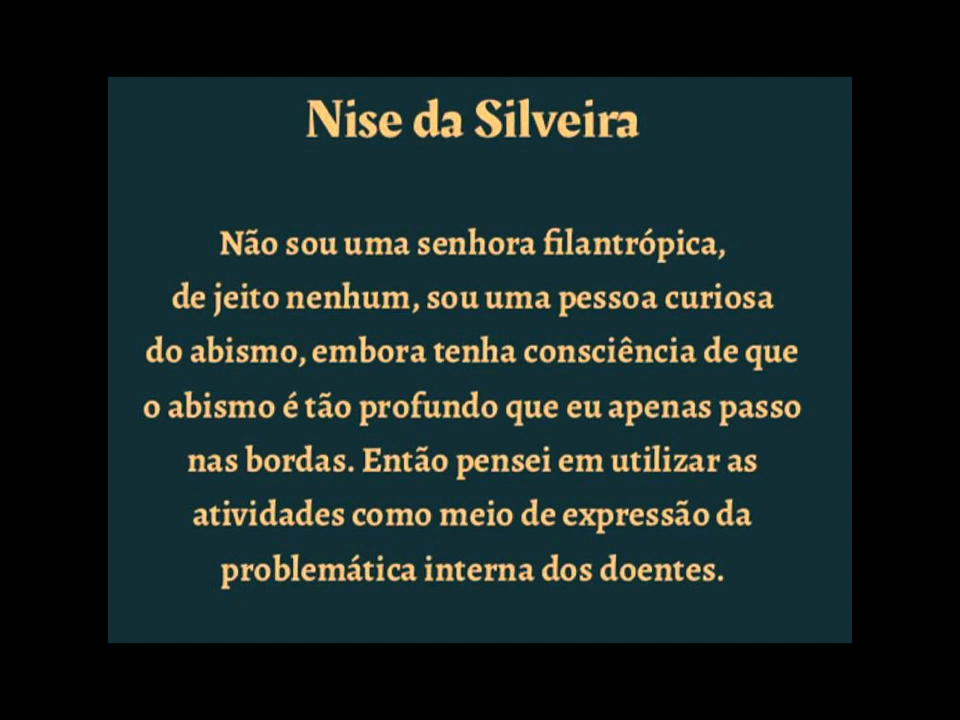 Nise da Silveira
Não sou uma senhora filantrópica,
de jeito nenhum, sou uma pessoa curiosa
do abismo, embora tenha consciência de que
o abismo é tão profundo que eu apenas passo
nas bordas. Então pensei em utilizar as
atividades como meio de expressão da
problemática interna dos doentes.